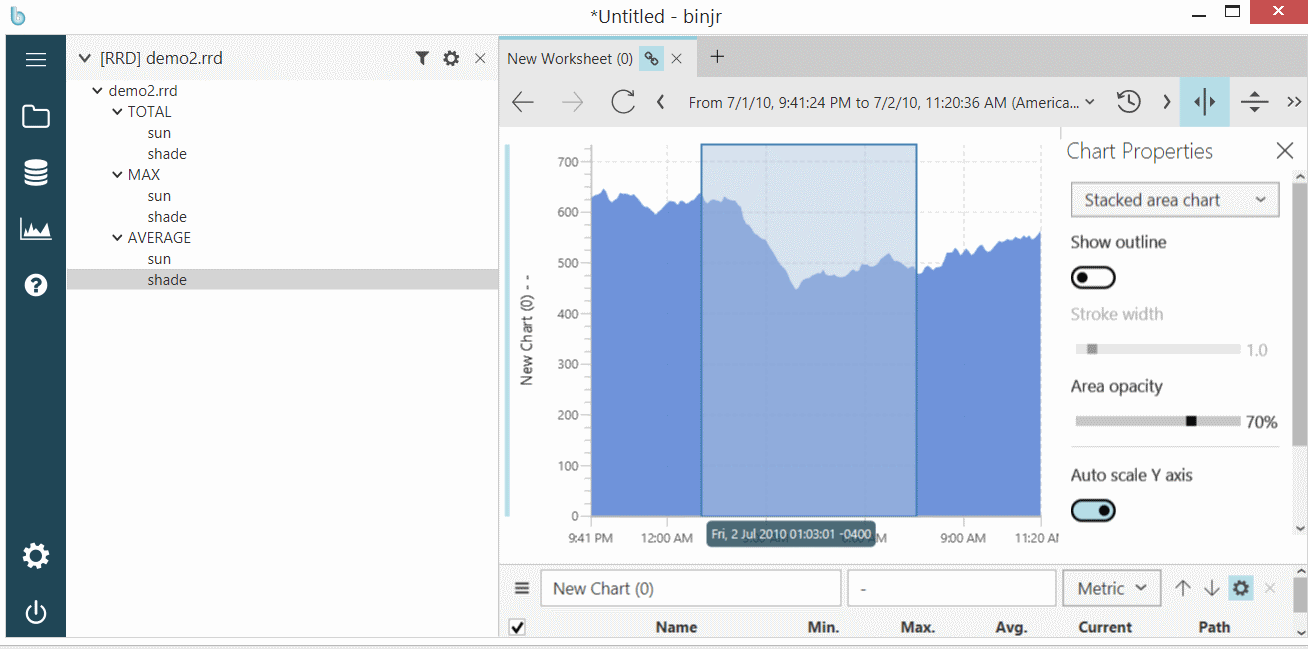 *Untitled - binjr
[RRD] demo2.rrd
demo2.rrd
TOTAL
sun
shade
MAX
sun
shade
AVERAGE
sun
shade
New Worksheet (0)
From 7/1/10, 9:41:24 PM to 7/2/10, 11:20:36 AM (America...
New Chart (0) - -
700
600
500
400
300
200
100
0
9:41 PM 12:00 AM 9:00 AM 11:20 AM
Fri, 2 Jul 2010 01:03:01 -0400
Chart Properties
Stacked area chart
Show outline
Stroke width
1.0
Area opacity
70%
Auto scale Y axis
New Chart (0) - Metric
Name Min. Max. Avg. Current Path